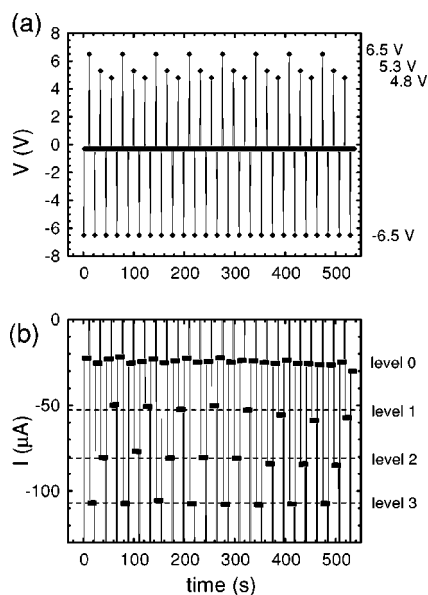 (a)
8
6
4
2
0
-2
-4
-6
-8
V (V)
6.5 V
5.3 V
4.8 V
-6.5 V
0 100 200 300 400 500
(b)
0
-50
-100
I (μA)
level 0
level 1
level 2
level 3
0 100 200 300 400 500
time (s)